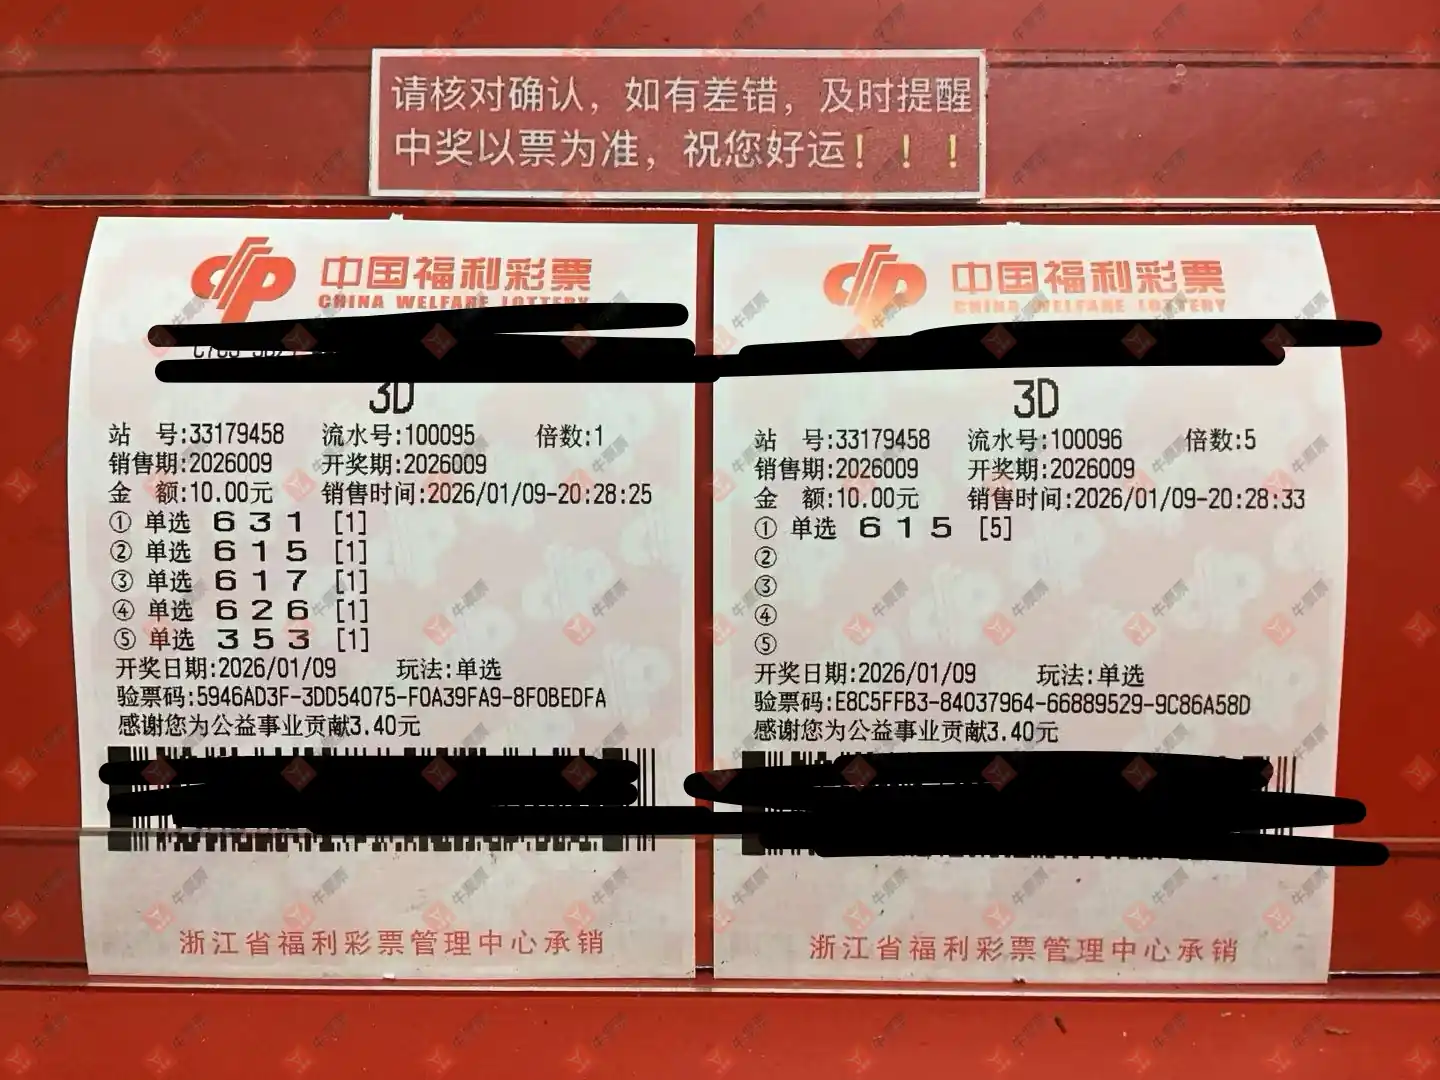 请核对确认，如有差错，及时提醒
中奖以票为准，祝您好运！！！
中国福利彩票
CHINA WELFARE LOTTERY
3D
站 号:33179458 流水号:100095 倍数:1
销售期:2026009 开奖期:2026009
金 额:10.00元 销售时间:2026/01/09-20:28:25
① 单选 6 3 1 [1]
② 单选 6 1 5 [1]
③ 单选 6 1 7 [1]
④ 单选 6 2 6 [1]
⑤ 单选 3 5 3 [1]
开奖日期:2026/01/09 玩法:单选
验票码:5946AD3F-3DD54075-F0A39FA9-8F0BEDFA
感谢您为公益事业贡献3.40元
浙江省福利彩票管理中心承销
中国福利彩票
CHINA WELFARE LOTTERY
3D
站 号:33179458 流水号:100096 倍数:5
销售期:2026009 开奖期:2026009
金 额:10.00元 销售时间:2026/01/09-20:28:33
① 单选 6 1 5 [5]
②
③
④
⑤
开奖日期:2026/01/09 玩法:单选
验票码:E8C5FFB3-84037964-66889529-9C86A58D
感谢您为公益事业贡献3.40元
浙江省福利彩票管理中心承销